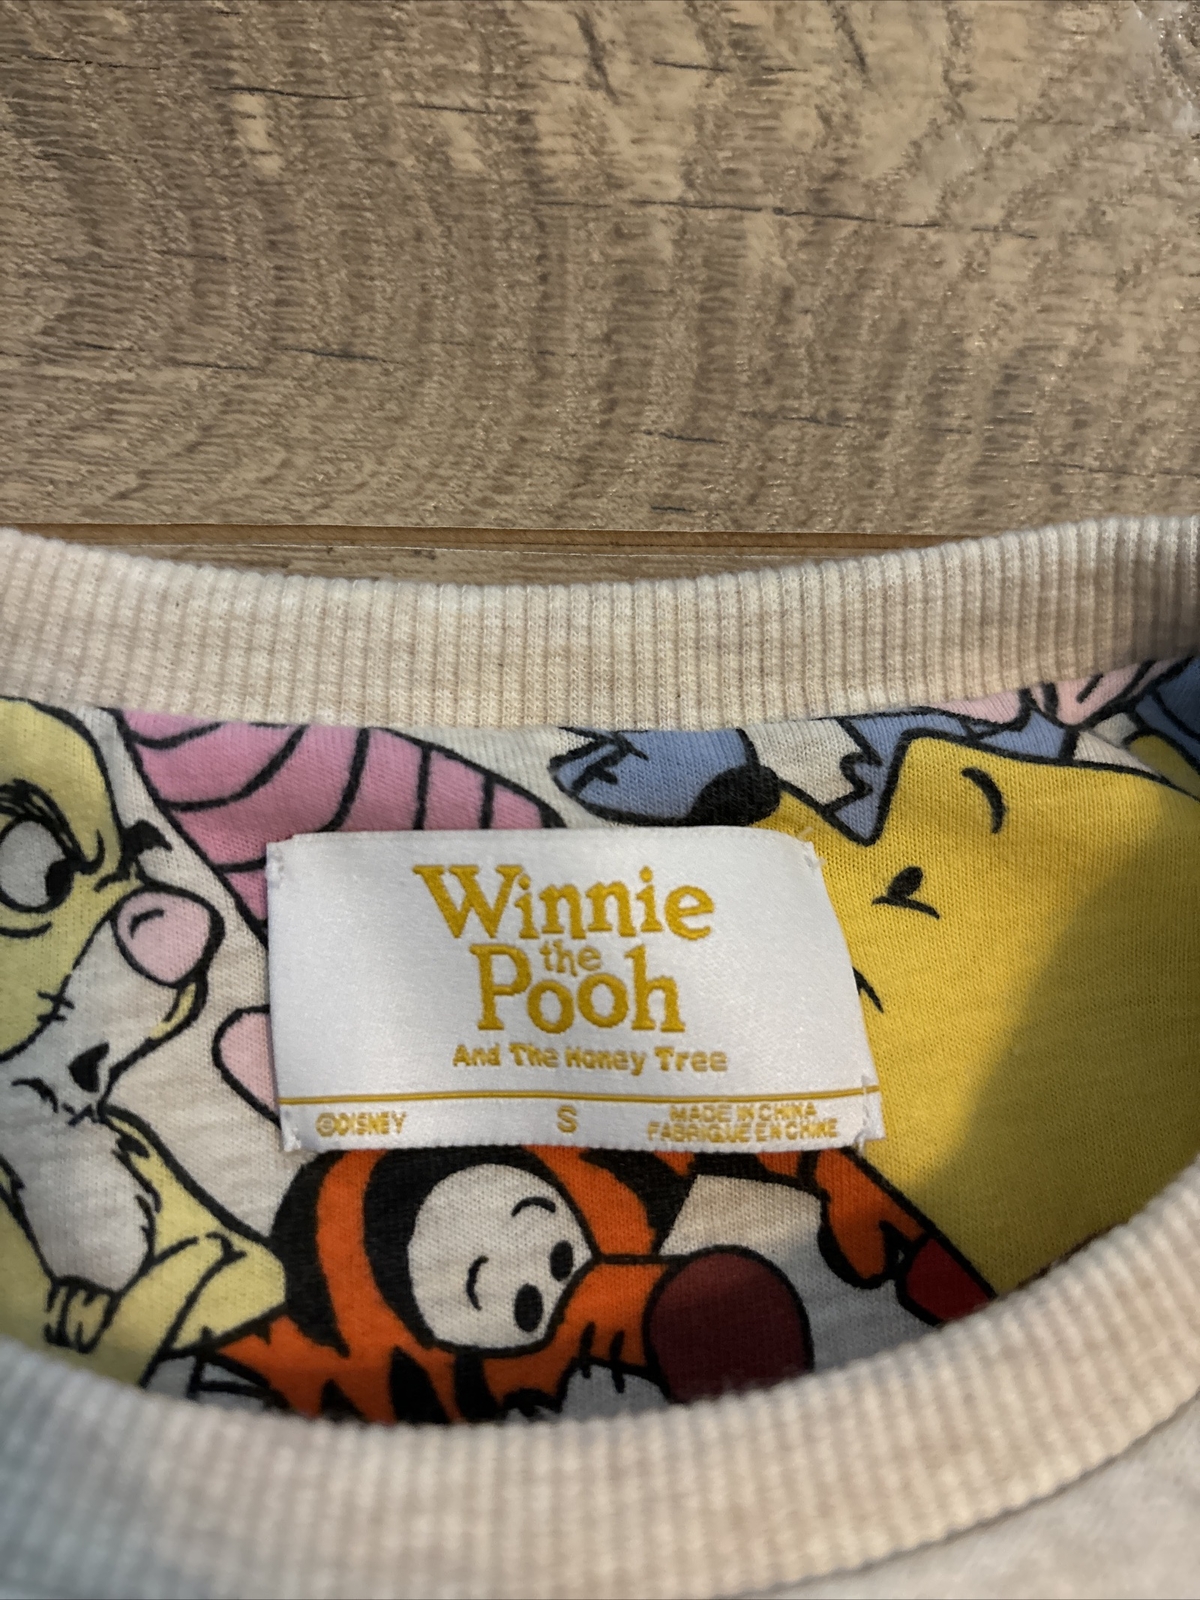 Winnie
the
Pooh
And The Honey Tree
©DISNEY S MADE IN CHINA
FABRIQUE EN CHINE